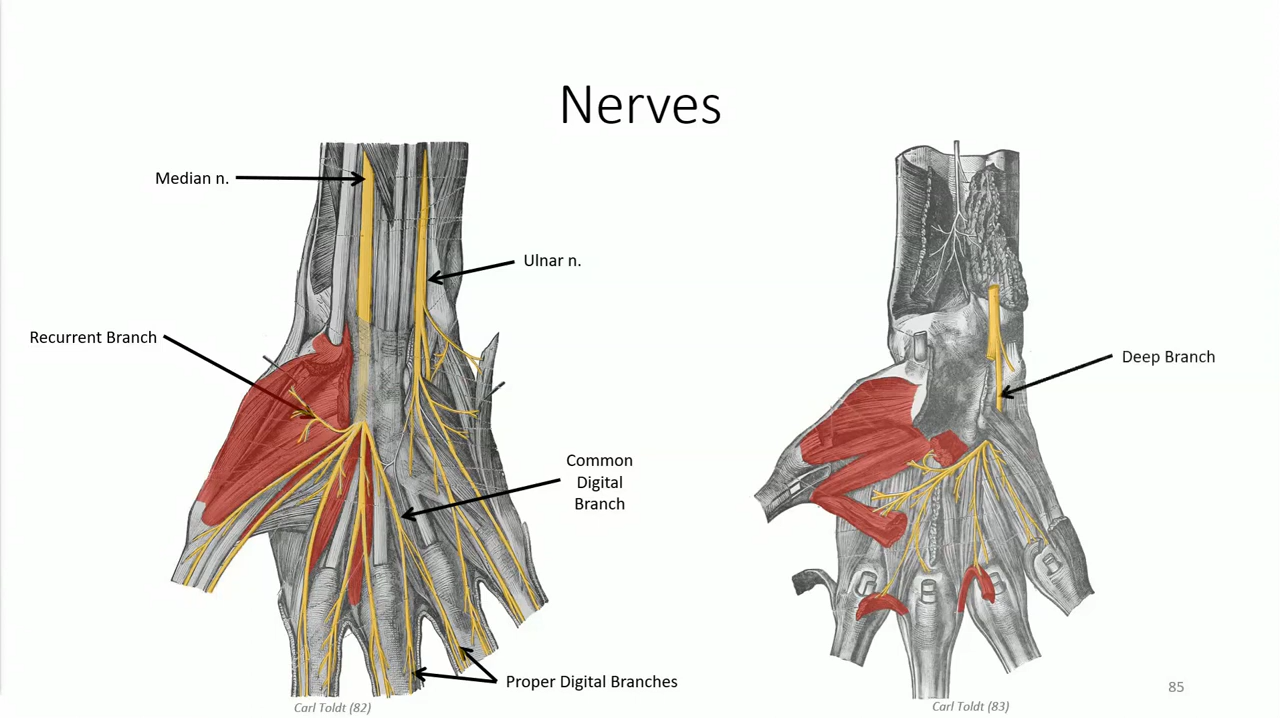 Nerves
Median n.
Ulnar n.
Recurrent Branch
Common
Digital
Branch
Proper Digital Branches
Carl Toldt (82)
Deep Branch
Carl Toldt (83)
85